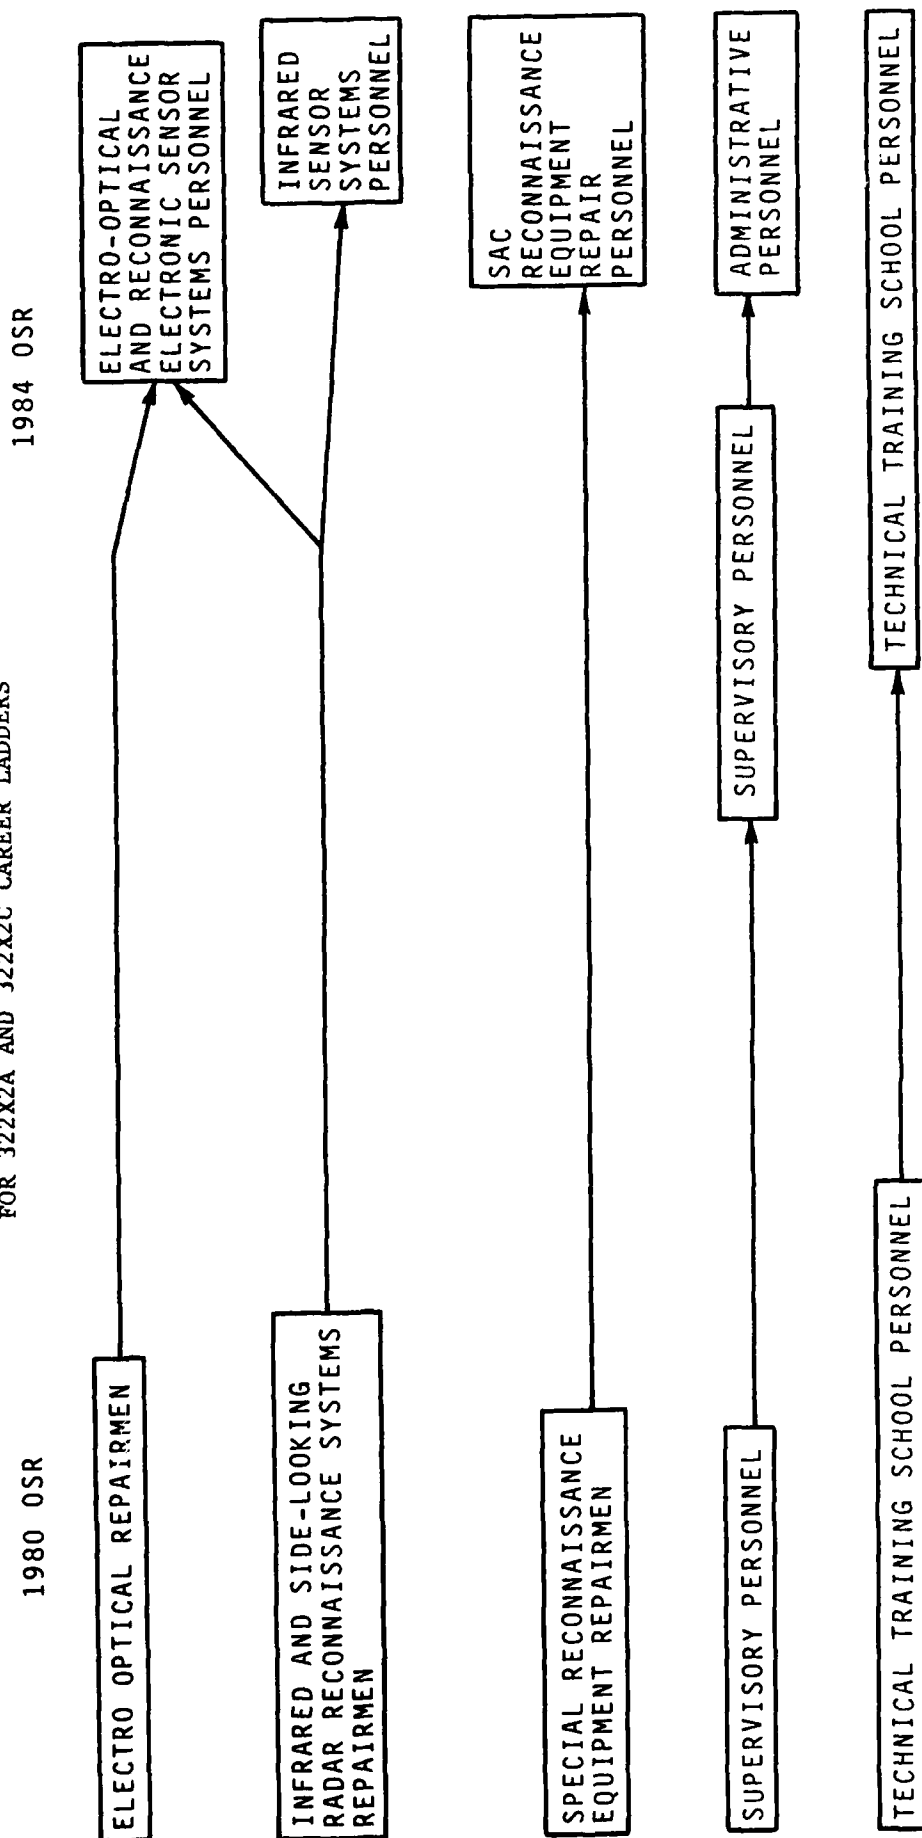 FOR 322X2A AND 322X2C CAREER LADDERS
1980 OSR
1984 OSR
ELECTRO OPTICAL REPAIRMEN
ELECTRO-OPTICAL
AND RECONNAISSANCE
ELECTRONIC SENSOR
SYSTEMS PERSONNEL
INFRARED AND SIDE-LOOKING
RADAR RECONNAISSANCE SYSTEMS
REPAIRMEN
INFRARED
SENSOR
SYSTEMS
PERSONNEL
SPECIAL RECONNAISSANCE
EQUIPMENT REPAIRMEN
SAC
RECONNAISSANCE
EQUIPMENT
REPAIR
PERSONNEL
SUPERVISORY PERSONNEL
SUPERVISORY PERSONNEL
ADMINISTRATIVE
PERSONNEL
TECHNICAL TRAINING SCHOOL PERSONNEL
TECHNICAL TRAINING SCHOOL PERSONNEL